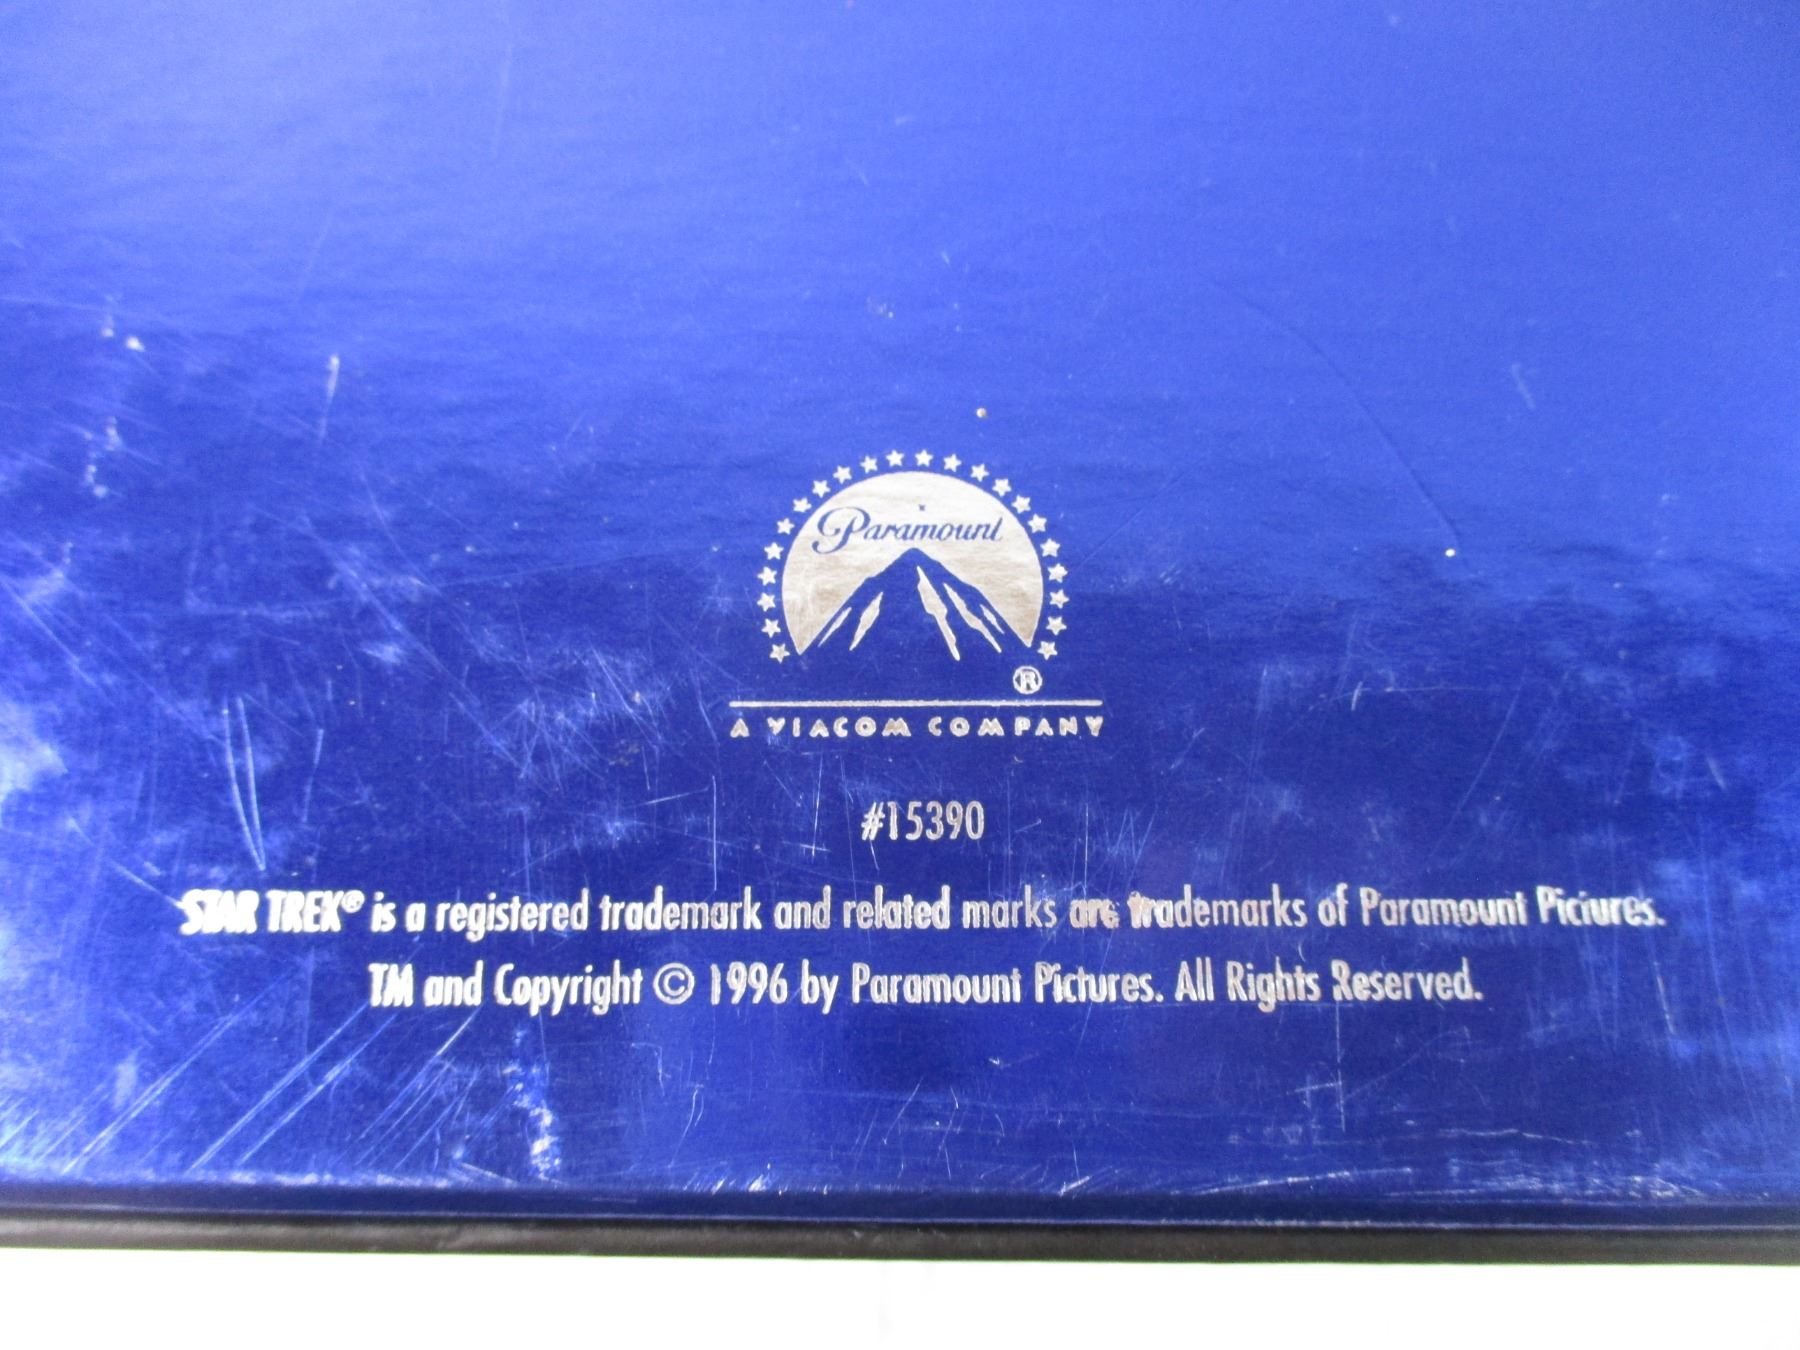 Paramount
®
A VIACOM COMPANY
#15390
STAR TREK® is a registered trademark and related marks are trademarks of Paramount Pictures.
TM and Copyright © 1996 by Paramount Pictures. All Rights Reserved.